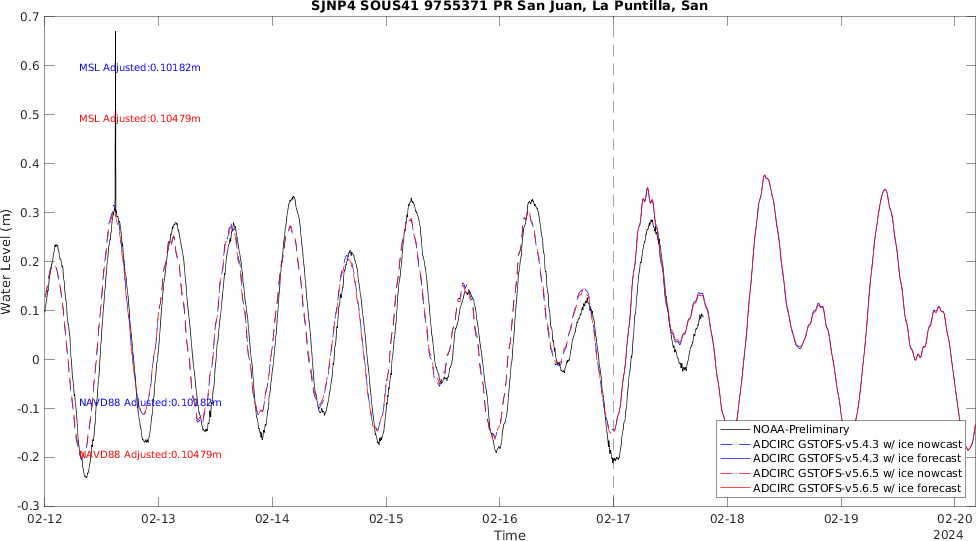 SJNP4 SOUS41 9755371 PR San Juan, La Puntilla, San
Water Level (m)
0.7
0.6
0.5
0.4
0.3
0.2
0.1
0
-0.1
-0.2
-0.3
MSL Adjusted:0.10182m
MSL Adjusted:0.10479m
NAVD88 Adjusted:0.10182m
NAVD88 Adjusted:0.10479m
NOAA-Preliminary
ADCIRC GSTOFS-v5.4.3 w/ ice nowcast
ADCIRC GSTOFS-v5.4.3 w/ ice forecast
ADCIRC GSTOFS-v5.6.5 w/ ice nowcast
ADCIRC GSTOFS-v5.6.5 w/ ice forecast
02-12 02-13 02-14 02-15 02-16 02-17 02-18 02-19 02-20
Time
2024